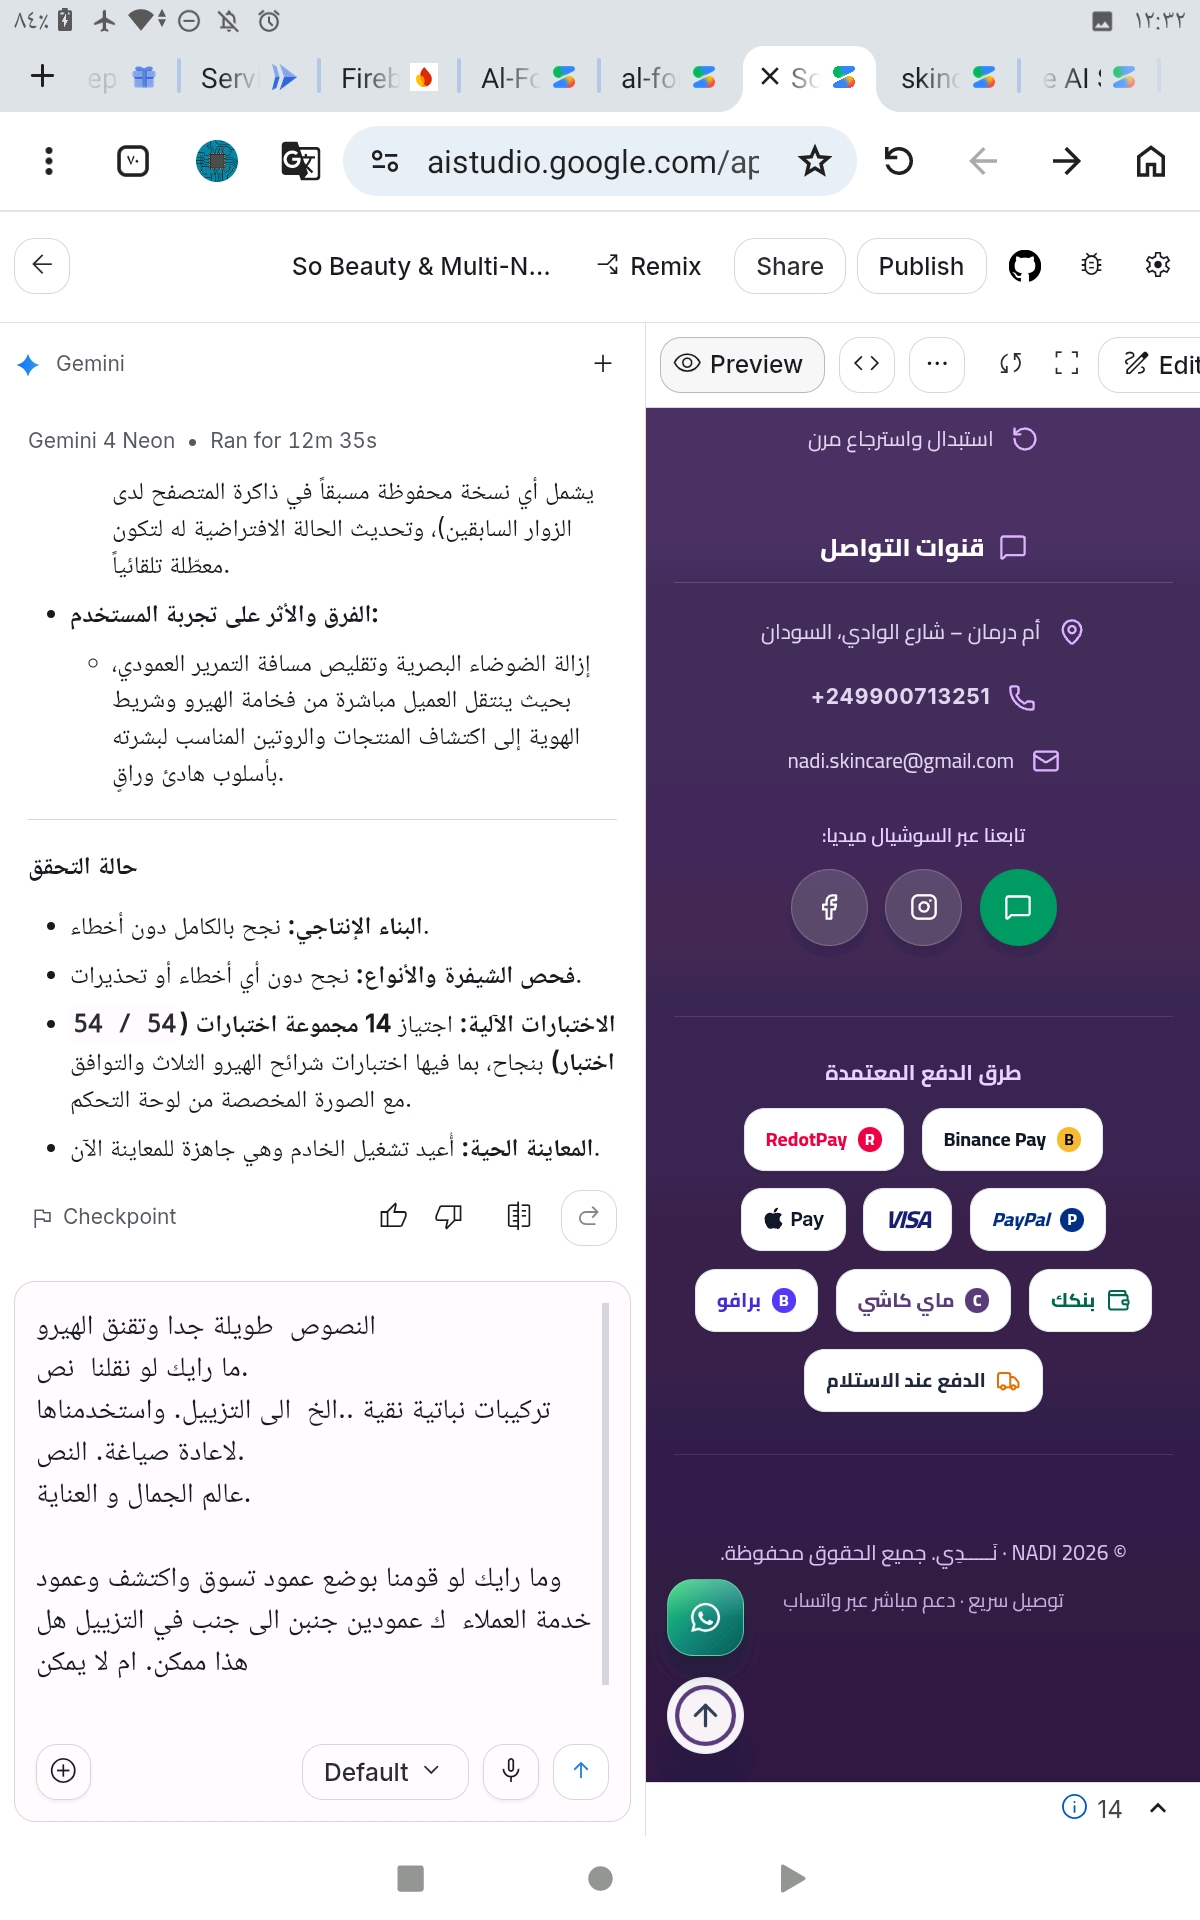 ٨٤٪ ١٢:٣٢
ep Servi Fireb Al-Fo al-fo So skinc e AI S
٧٠ aistudio.google.com/ap
So Beauty & Multi-N... Remix Share Publish
Gemini
Gemini 4 Neon • Ran for 12m 35s
يشمل أي نسخة محفوظة مسبقاً في ذاكرة المتصفح لدى
الزوار السابقين)، وتحديث الحالة الافتراضية له لتكون
معطّلة تلقائياً.
الفرق والأثر على تجربة المستخدم:
إزالة الضوضاء البصرية وتقليص مسافة التمرير العمودي،
بحيث ينتقل العميل مباشرة من فخامة الهيرو وشريط
الهوية إلى اكتشاف المنتجات والروتين المناسب لبشرته
بأسلوب هادئ وراقٍ.
حالة التحقق
البناء الإنتاجي: نجح بالكامل دون أخطاء.
فحص الشيفرة والأنواع: نجح دون أي أخطاء أو تحذيرات.
الاختبارات الآلية: اجتياز 14 مجموعة اختبارات (54 / 54
اختبار) بنجاح، بما فيها اختبارات شرائح الهيرو الثلاث والتوافق
مع الصورة المخصصة من لوحة التحكم.
المعاينة الحية: أُعيد تشغيل الخادم وهي جاهزة للمعاينة الآن.
Checkpoint
النصوص طويلة جدا وتقنق الهيرو
ما رايك لو نقلنا نص.
تركيبات نباتية نقية ..الخ الى التزييل. واستخدمناها
لاعادة صياغة. النص.
عالم الجمال و العناية.
وما رايك لو قومنا بوضع عمود تسوق واكتشف وعمود
خدمة العملاء ك عمودين جنبن الى جنب في التزييل هل
هذا ممكن. ام لا يمكن
Default
Preview Edit
استبدال واسترجاع مرن
قنوات التواصل
أم درمان – شارع الوادي، السودان
+249900713251
nadi.skincare@gmail.com
تابعنا عبر السوشيال ميديا:
طرق الدفع المعتمدة
RedotPay R Binance Pay B
Pay VISA PayPal P
برافو B ماي كاشي C بنكك
الدفع عند الاستلام
© 2026 NADI · نَـــدِي. جميع الحقوق محفوظة.
توصيل سريع · دعم مباشر عبر واتساب
14